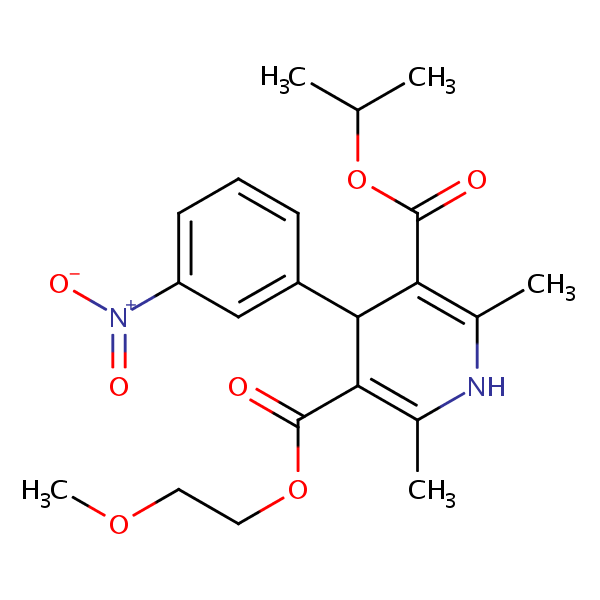 H3C CH3
O O
O− CH3
N+
O O NH
H3C O CH3
O